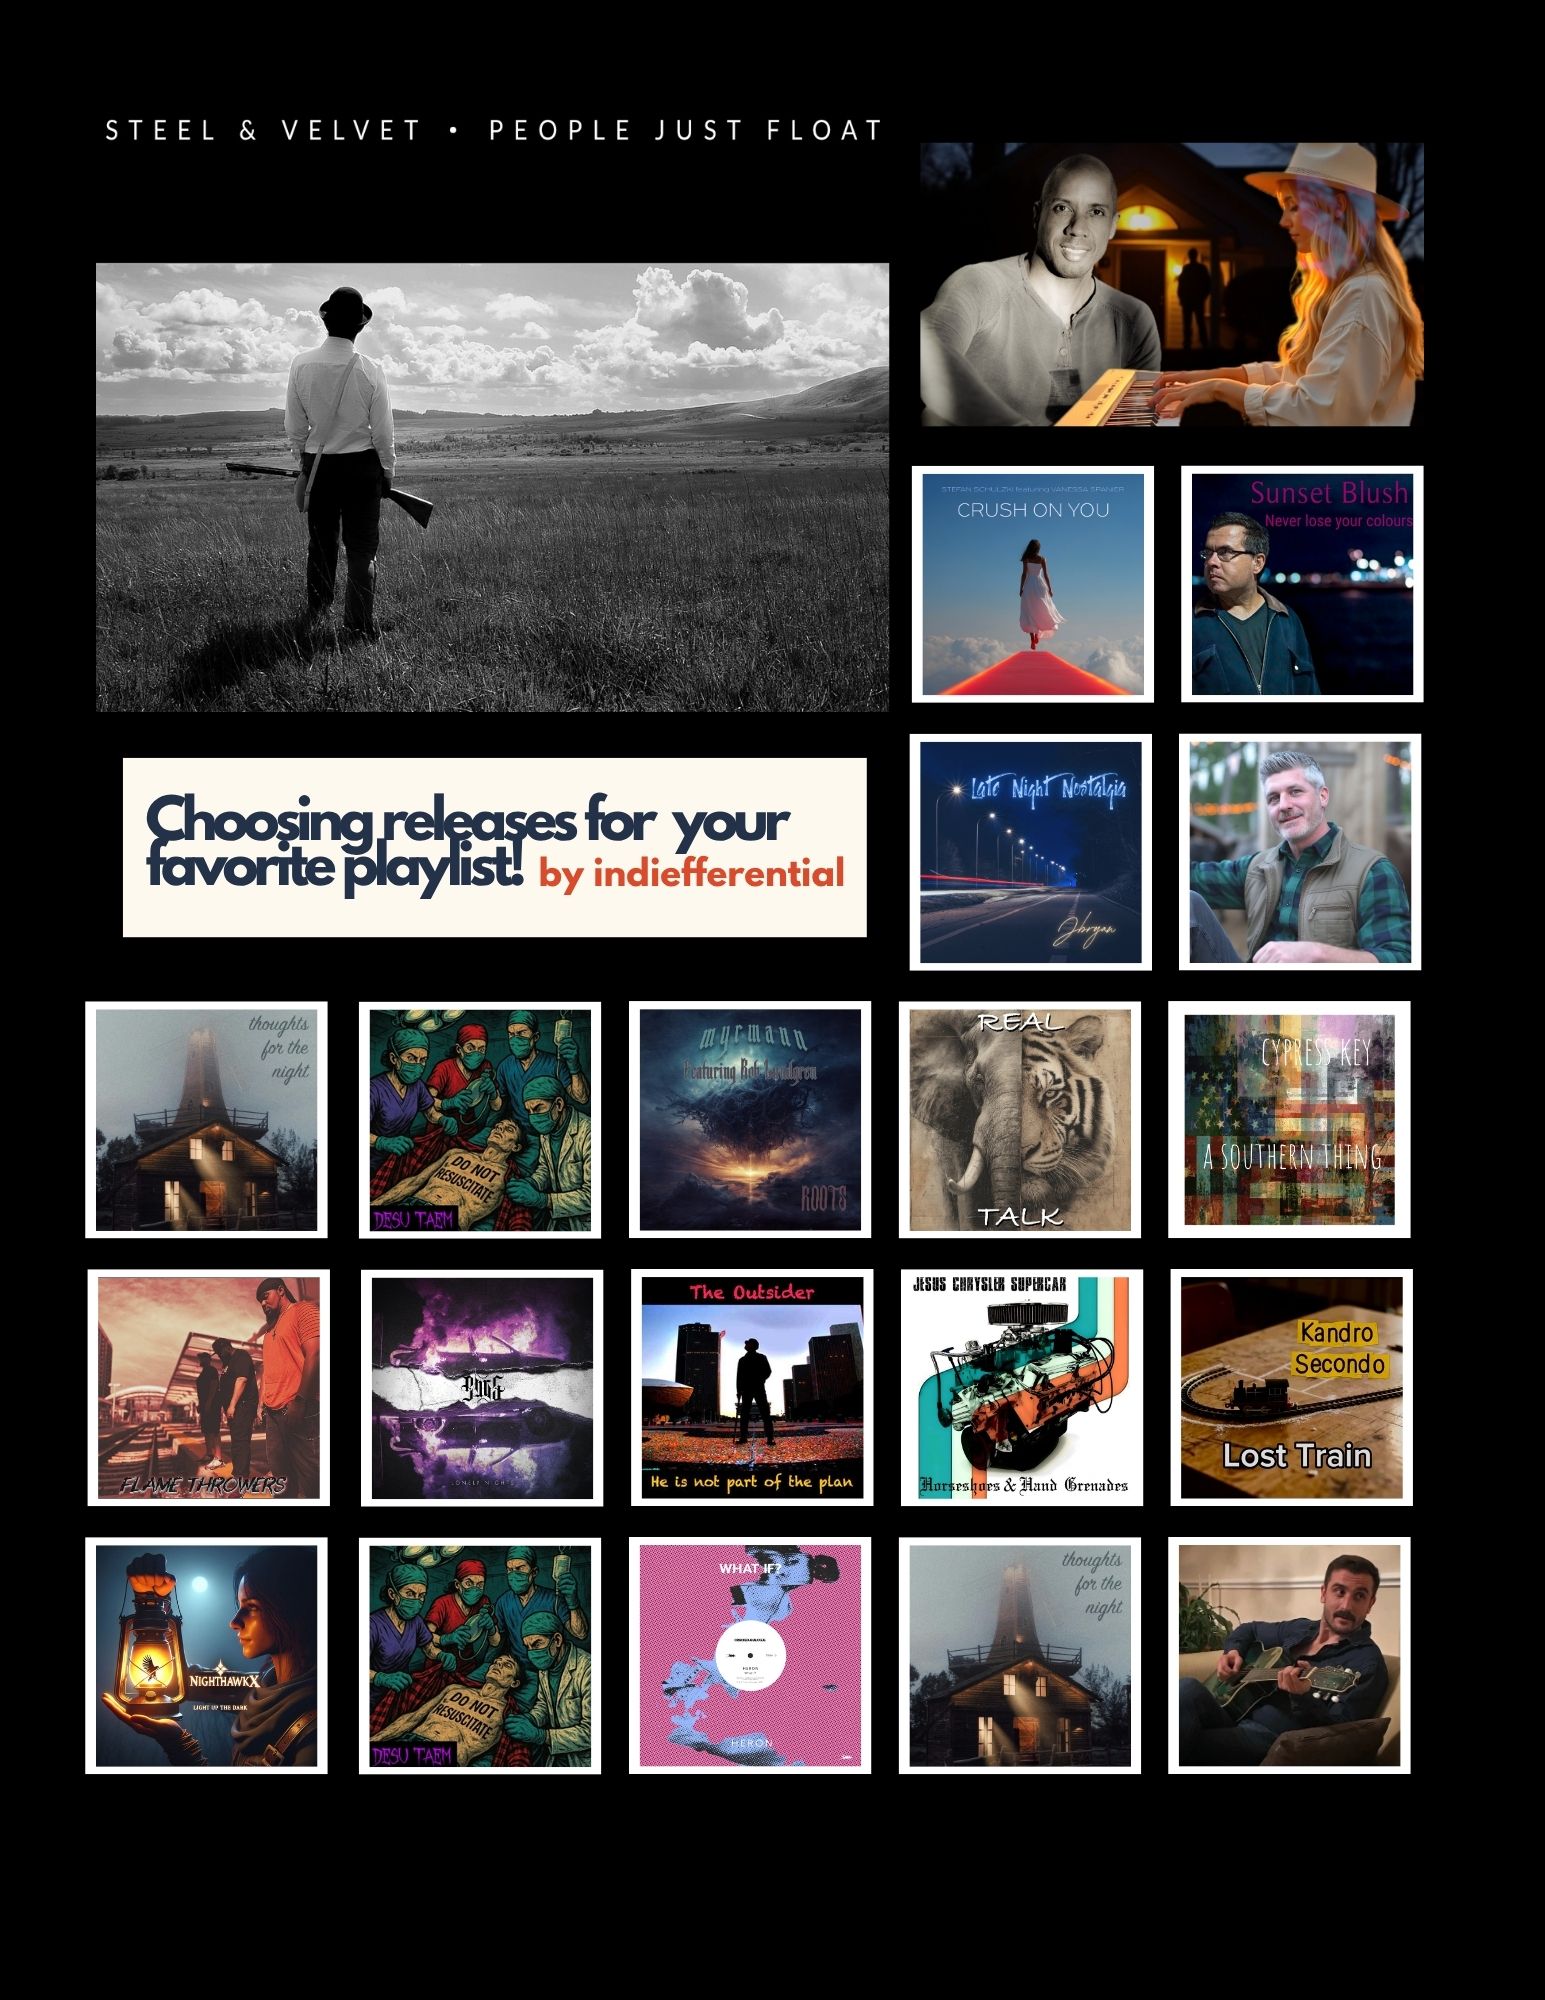 STEEL & VELVET • PEOPLE JUST FLOAT
STEFAN SCHULZKI featuring VANESSA SPANIER
CRUSH ON YOU
Sunset Blush
Never lose your colours
Choosing releases for your
favorite playlist! by indiefferential
Late Night Nostalgia
Jbryan
thoughts
for the
night
DO NOT
RESUSCITATE
DESU TAEM
myrmann
Featuring Rob Lundgren
ROOTS
REAL
TALK
CYPRESS KEY
A SOUTHERN THING
FLAME THROWERS
LONELY NIGHTS
The Outsider
He is not part of the plan
JESUS CHRYSLER SUPERCAR
Horseshoes & Hand Grenades
Kandro
Secondo
Lost Train
NIGHTHAWKX
LIGHT UP THE DARK
DO NOT
RESUSCITATE
DESU TAEM
WHAT IF?
HERON
HERON
thoughts
for the
night